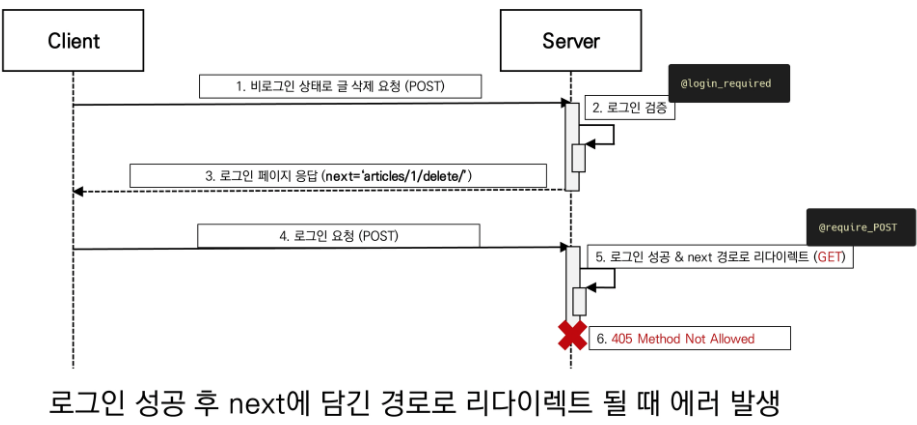 Client
Server
1. 비로그인 상태로 글 삭제 요청 (POST)
@login_required
2. 로그인 검증
3. 로그인 페이지 응답 (next=‘articles/1/delete/’)
4. 로그인 요청 (POST)
@require_POST
5. 로그인 성공 & next 경로로 리다이렉트 (GET)
6. 405 Method Not Allowed
로그인 성공 후 next에 담긴 경로로 리다이렉트 될 때 에러 발생